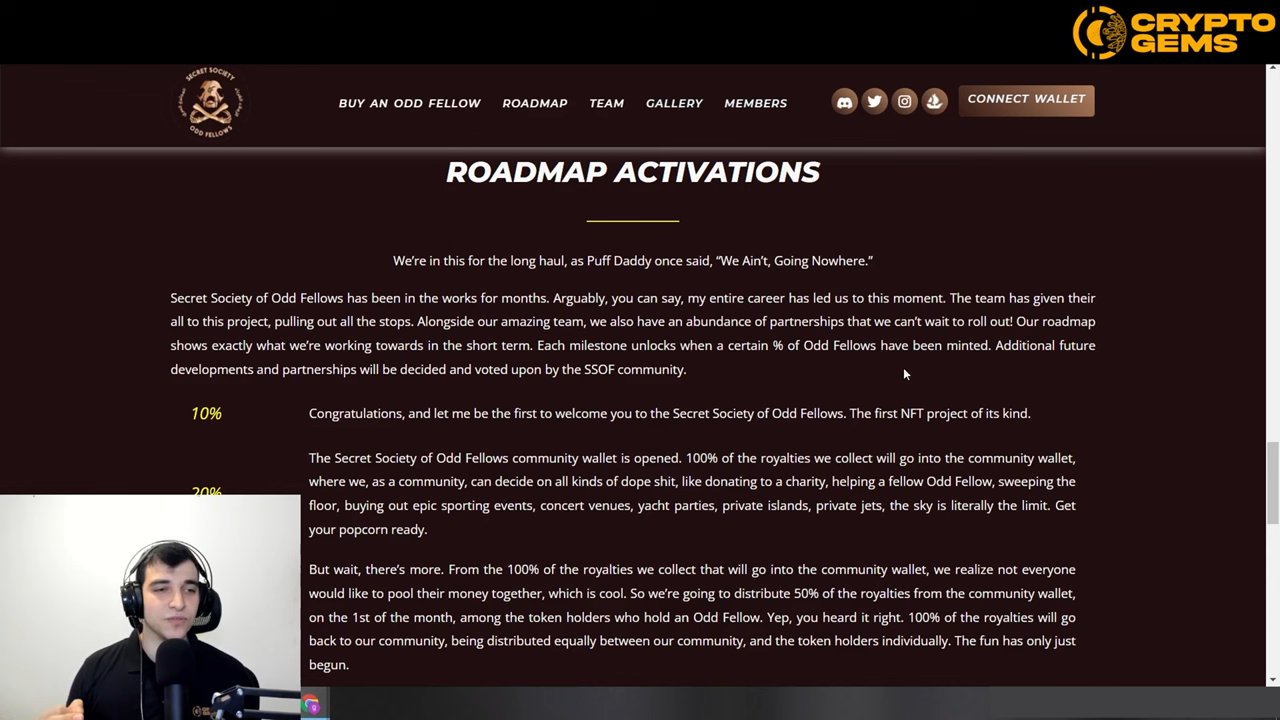 CRYPTO
GEMS
SECRET SOCIETY
ODD FELLOWS
BUY AN ODD FELLOW ROADMAP TEAM GALLERY MEMBERS CONNECT WALLET
ROADMAP ACTIVATIONS
We're in this for the long haul, as Puff Daddy once said, “We Ain't, Going Nowhere.”
Secret Society of Odd Fellows has been in the works for months. Arguably, you can say, my entire career has led us to this moment. The team has given their
all to this project, pulling out all the stops. Alongside our amazing team, we also have an abundance of partnerships that we can't wait to roll out! Our roadmap
shows exactly what we're working towards in the short term. Each milestone unlocks when a certain % of Odd Fellows have been minted. Additional future
developments and partnerships will be decided and voted upon by the SSOF community.
10% Congratulations, and let me be the first to welcome you to the Secret Society of Odd Fellows. The first NFT project of its kind.
The Secret Society of Odd Fellows community wallet is opened. 100% of the royalties we collect will go into the community wallet,
where we, as a community, can decide on all kinds of dope shit, like donating to a charity, helping a fellow Odd Fellow, sweeping the
20%
floor, buying out epic sporting events, concert venues, yacht parties, private islands, private jets, the sky is literally the limit. Get
your popcorn ready.
But wait, there's more. From the 100% of the royalties we collect that will go into the community wallet, we realize not everyone
would like to pool their money together, which is cool. So we're going to distribute 50% of the royalties from the community wallet,
on the 1st of the month, among the token holders who hold an Odd Fellow. Yep, you heard it right. 100% of the royalties will go
back to our community, being distributed equally between our community, and the token holders individually. The fun has only just
begun.